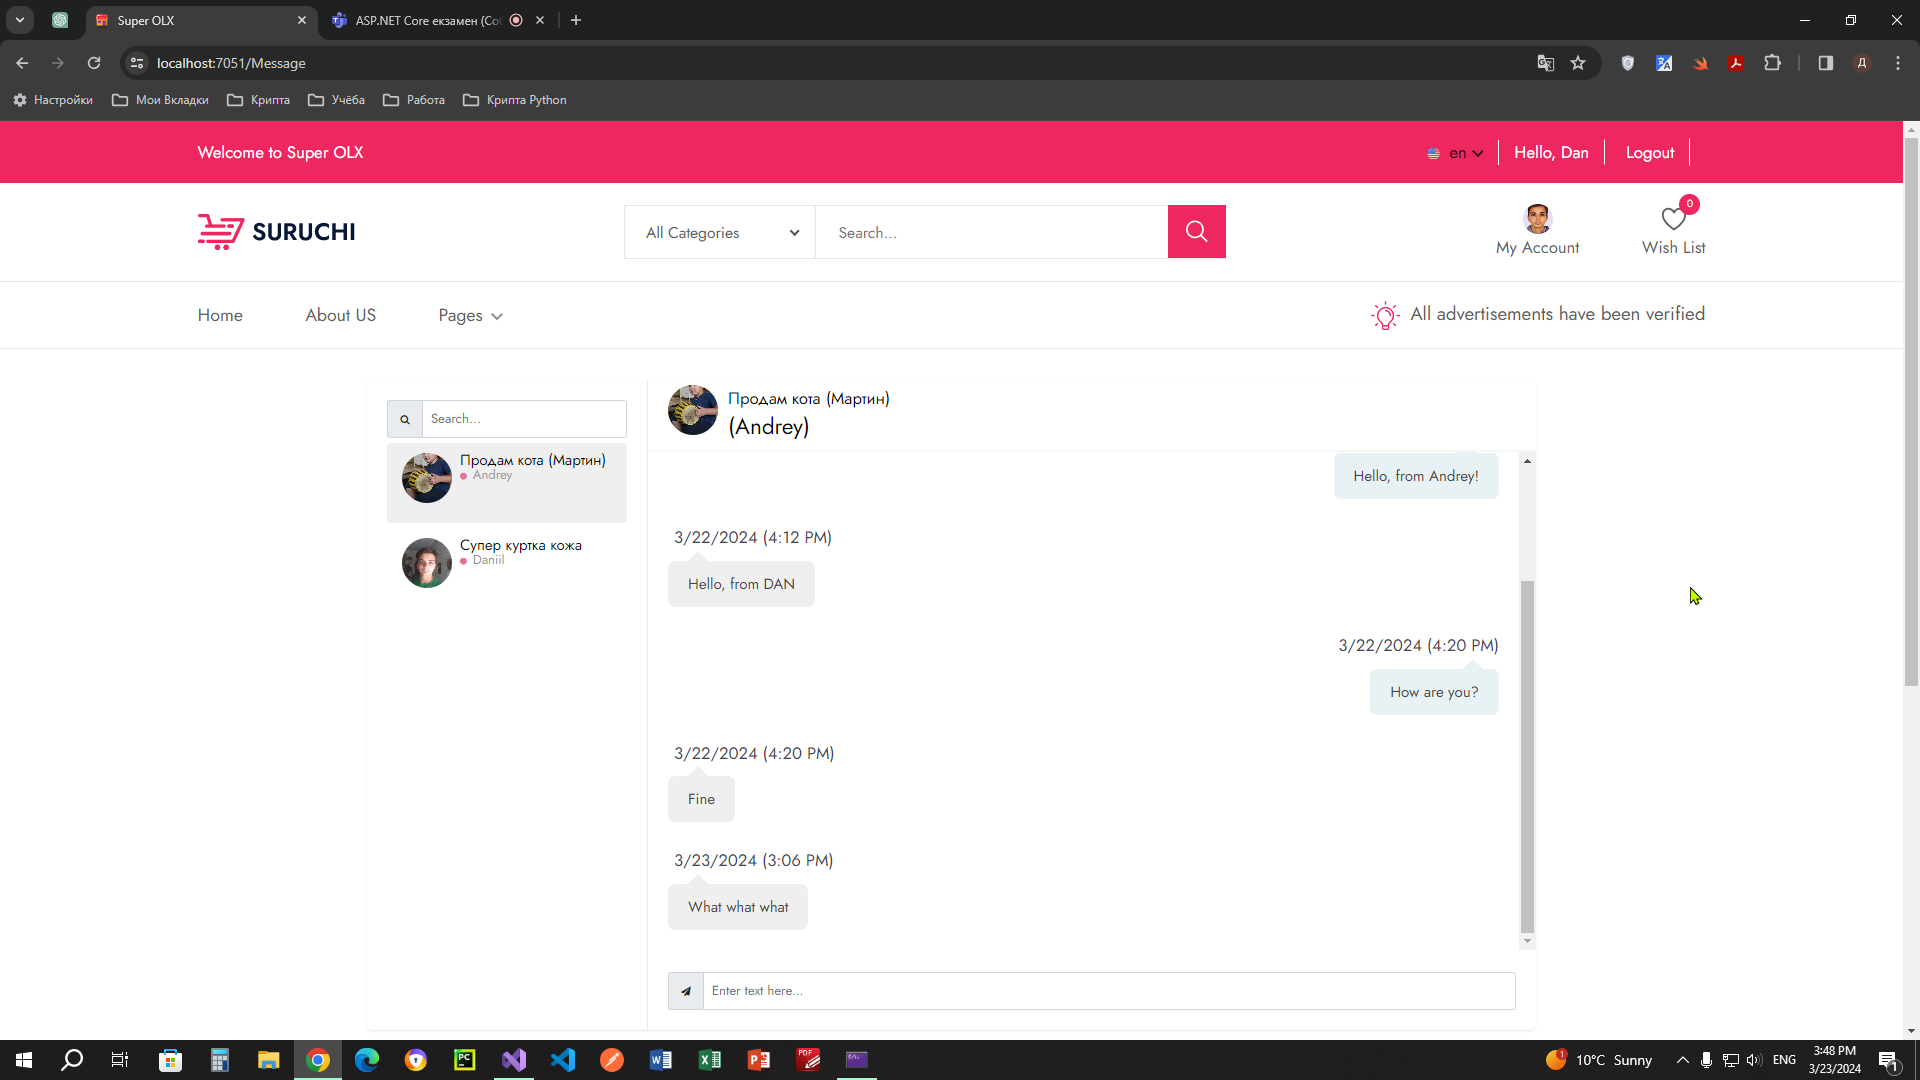 Super OLX
ASP.NET Core екзамен (Соб
localhost:7051/Message
Д
Настройки
Мои Вкладки
Крипта
Учёба
Работа
Крипта Python
Welcome to Super OLX
en
Hello, Dan
Logout
SURUCHI
All Categories
Search...
My Account
0
Wish List
Home
About US
Pages
All advertisements have been verified
Search...
Продам кота (Мартин)
Andrey
Супер куртка кожа
Daniil
Продам кота (Мартин)
(Andrey)
Hello, from Andrey!
3/22/2024 (4:12 PM)
Hello, from DAN
3/22/2024 (4:20 PM)
How are you?
3/22/2024 (4:20 PM)
Fine
3/23/2024 (3:06 PM)
What what what
Enter text here...
PC
PDF
1
10°C Sunny
ENG
3:48 PM
3/23/2024
1